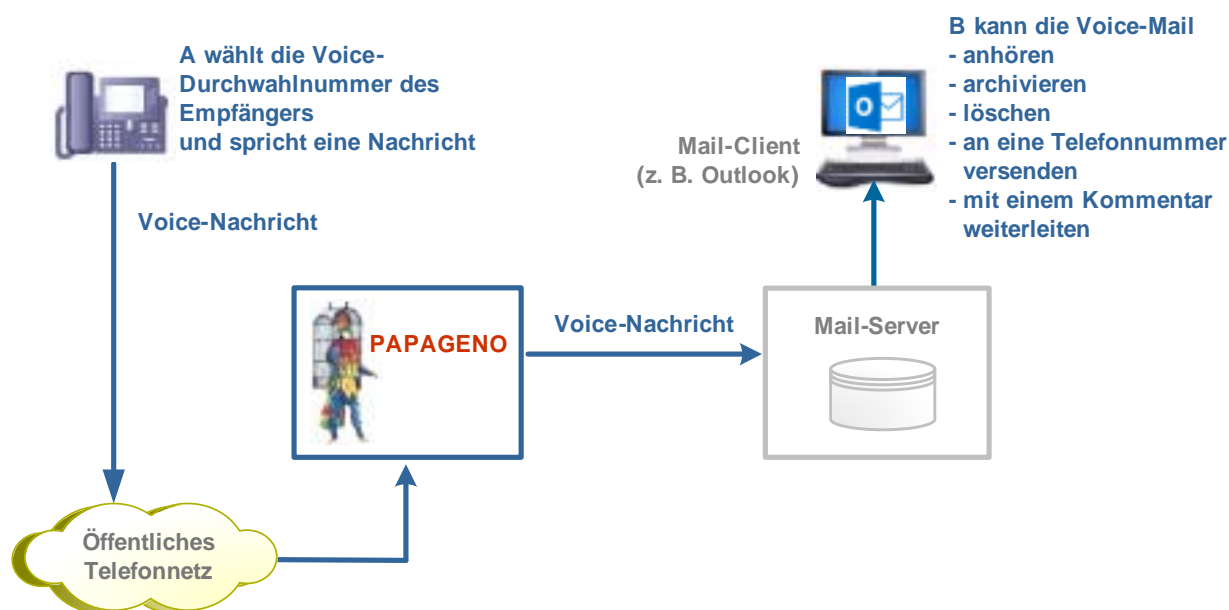 A wählt die Voice-
Durchwahlnummer des
Empfängers
und spricht eine Nachricht
B kann die Voice-Mail
- anhören
- archivieren
- löschen
- an eine Telefonnummer
versenden
- mit einem Kommentar
weiterleiten
Mail-Client
(z. B. Outlook)
Voice-Nachricht
PAPAGENO
Voice-Nachricht
Mail-Server
Öffentliches
Telefonnetz